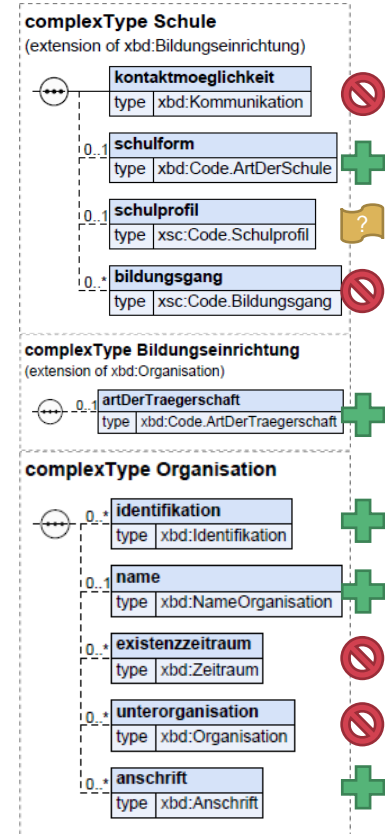 complexType Schule
(extension of xbd:Bildungseinrichtung)
kontaktmoeglichkeit
type xbd:Kommunikation
0..1 schulform
type xbd:Code.ArtDerSchule
0..1 schulprofil
type xsc:Code.Schulprofil
?
0..* bildungsgang
type xsc:Code.Bildungsgang
complexType Bildungseinrichtung
(extension of xbd:Organisation)
0..1 artDerTraegerschaft
type xbd:Code.ArtDerTraegerschaft
complexType Organisation
0..* identifikation
type xbd:Identifikation
0..1 name
type xbd:NameOrganisation
0..* existenzzeitraum
type xbd:Zeitraum
0..* unterorganisation
type xbd:Organisation
0..* anschrift
type xbd:Anschrift